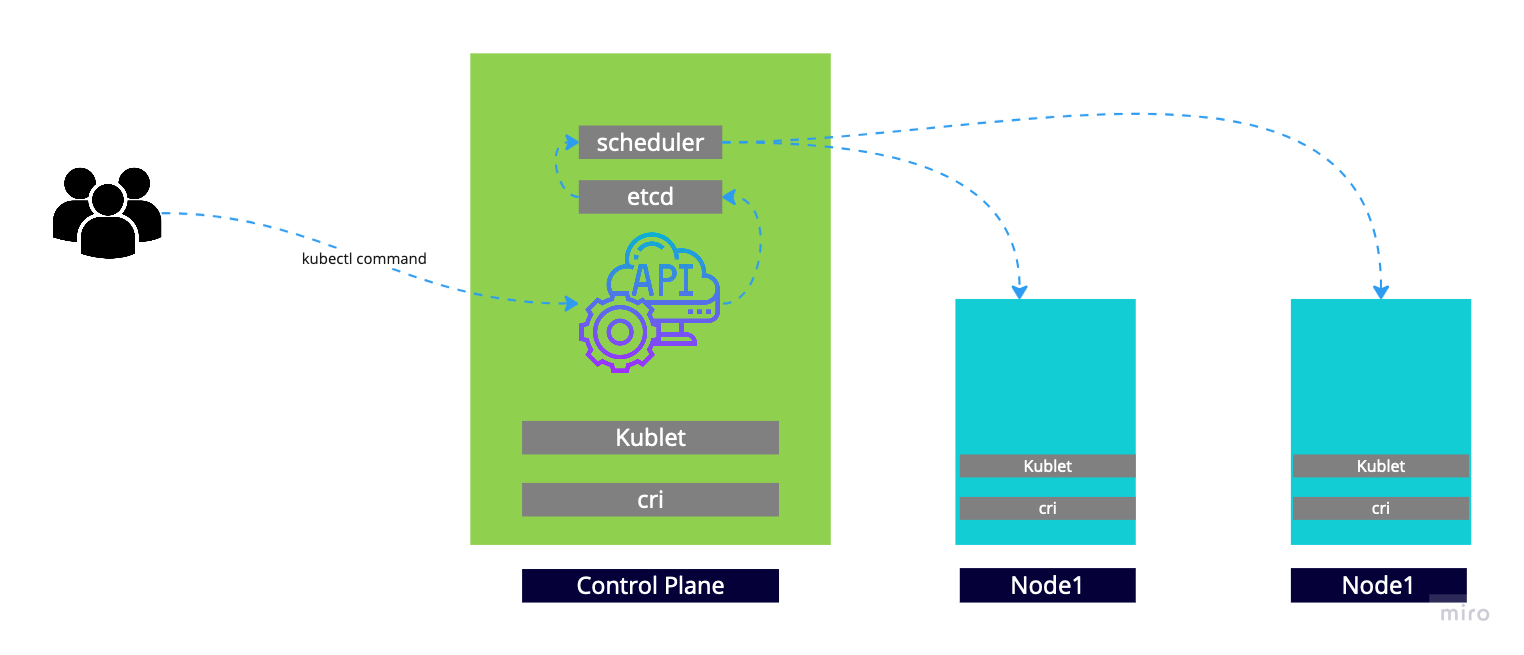 scheduler
etcd
API
kubectl command
Kublet
cri
Control Plane
Kublet
cri
Node1
Kublet
cri
Node1
miro